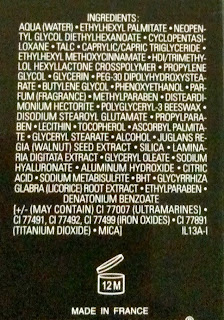 INGREDIENTS:
AQUA (WATER) • ETHYLHEXYL PALMITATE • NEOPEN-
TYL GLYCOL DIETHYLHEXANOATE • CYCLOPENTASI-
LOXANE • TALC • CAPRYLIC/CAPRIC TRIGLYCERIDE •
ETHYLHEXYL METHOXYCINNAMATE • HDI/TRIMETHY-
LOL HEXYLLACTONE CROSSPOLYMER • PROPYLENE
GLYCOL • GLYCERIN • PEG-30 DIPOLYHYDROXYSTEA-
RATE • BUTYLENE GLYCOL • PHENOXYETHANOL • PAR-
FUM (FRAGRANCE) • METHYLPARABEN • DISTEARDI-
MONIUM HECTORITE • POLYGLYCERYL-3 BEESWAX •
DISODIUM STEAROYL GLUTAMATE • PROPYLPARA-
BEN • LECITHIN • TOCOPHEROL • ASCORBYL PALMITA-
TE • GLYCERYL STEARATE • ALCOHOL • JUGLANS RE-
GIA (WALNUT) SEED EXTRACT • SILICA • LAMINA-
RIA DIGITATA EXTRACT • GLYCERYL OLEATE • SODIUM
HYALURONATE • ALUMINUM HYDROXIDE • CITRIC
ACID • SODIUM METABISULFITE • BHT • GLYCYRRHIZA
GLABRA (LICORICE) ROOT EXTRACT • ETHYLPARABEN •
DENATONIUM BENZOATE
[+/- (MAY CONTAIN) CI 77007 (ULTRAMARINES) •
CI 77491, CI 77492, CI 77499 (IRON OXIDES) • CI 77891
(TITANIUM DIOXIDE) • MICA] IL13A-I
12 M
MADE IN FRANCE